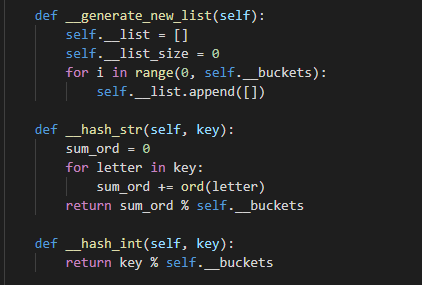 def __generate_new_list(self):
    self.__list = []
    self.__list_size = 0
    for i in range(0, self.__buckets):
        self.__list.append([])

def __hash_str(self, key):
    sum_ord = 0
    for letter in key:
        sum_ord += ord(letter)
    return sum_ord % self.__buckets

def __hash_int(self, key):
    return key % self.__buckets